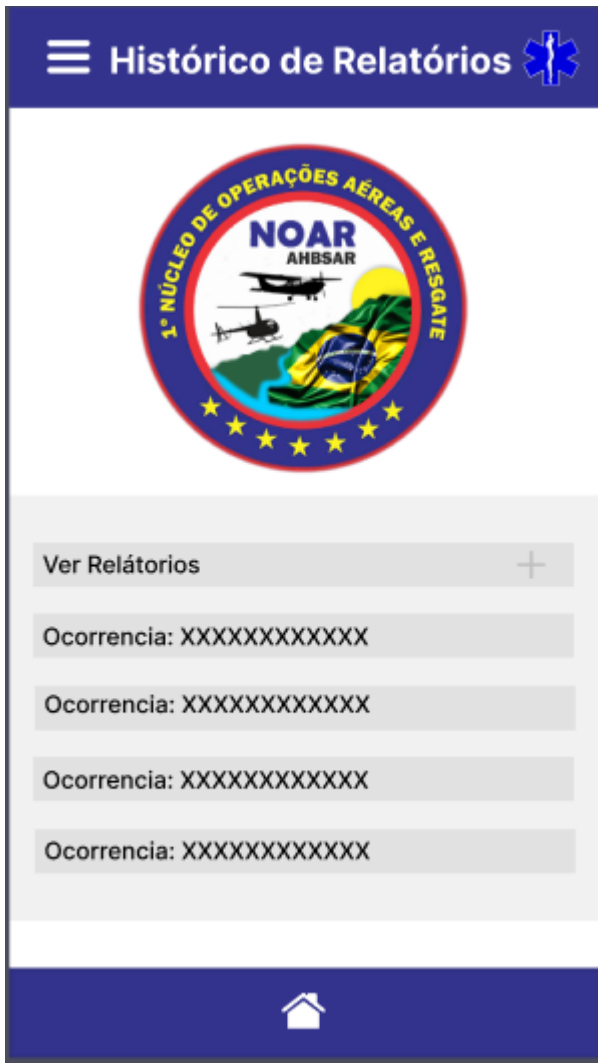 Histórico de Relatórios
1º NÚCLEO DE OPERAÇÕES AÉREAS E RESGATE
NOAR
AHBSAR
Ver Relátorios
Ocorrencia: XXXXXXXXXXXX
Ocorrencia: XXXXXXXXXXXX
Ocorrencia: XXXXXXXXXXXX
Ocorrencia: XXXXXXXXXXXX